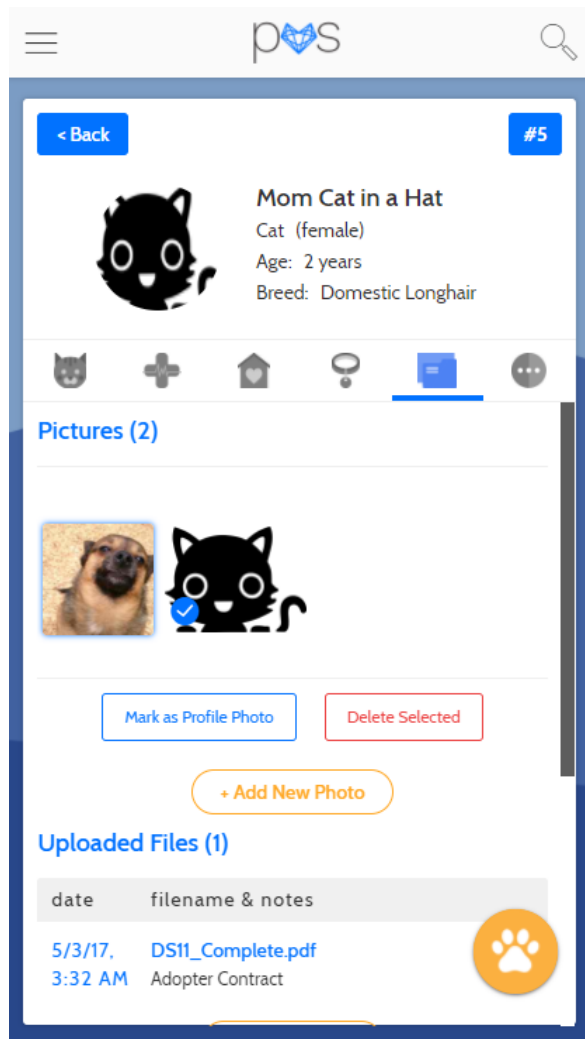 pws
< Back
#5
Mom Cat in a Hat
Cat (female)
Age: 2 years
Breed: Domestic Longhair
Pictures (2)
Mark as Profile Photo
Delete Selected
+ Add New Photo
Uploaded Files (1)
date filename & notes
5/3/17, DS11_Complete.pdf
3:32 AM Adopter Contract